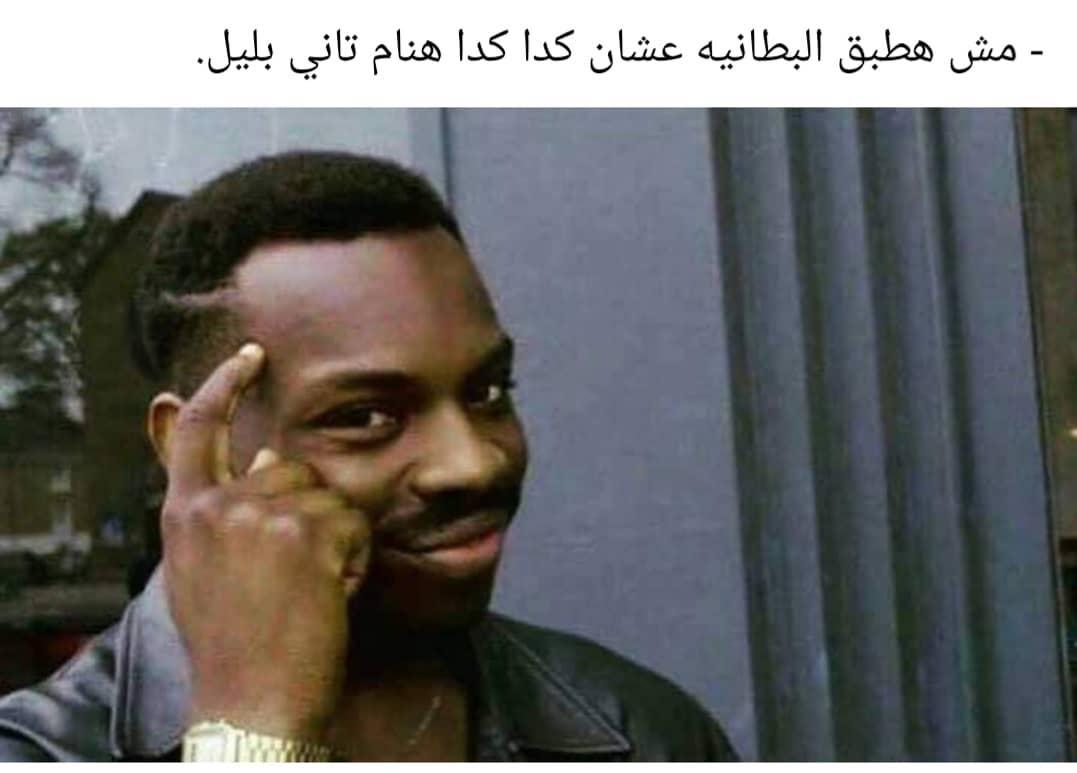 - مش هطبق البطانيه عشان كدا كدا هنام تاني بليل.